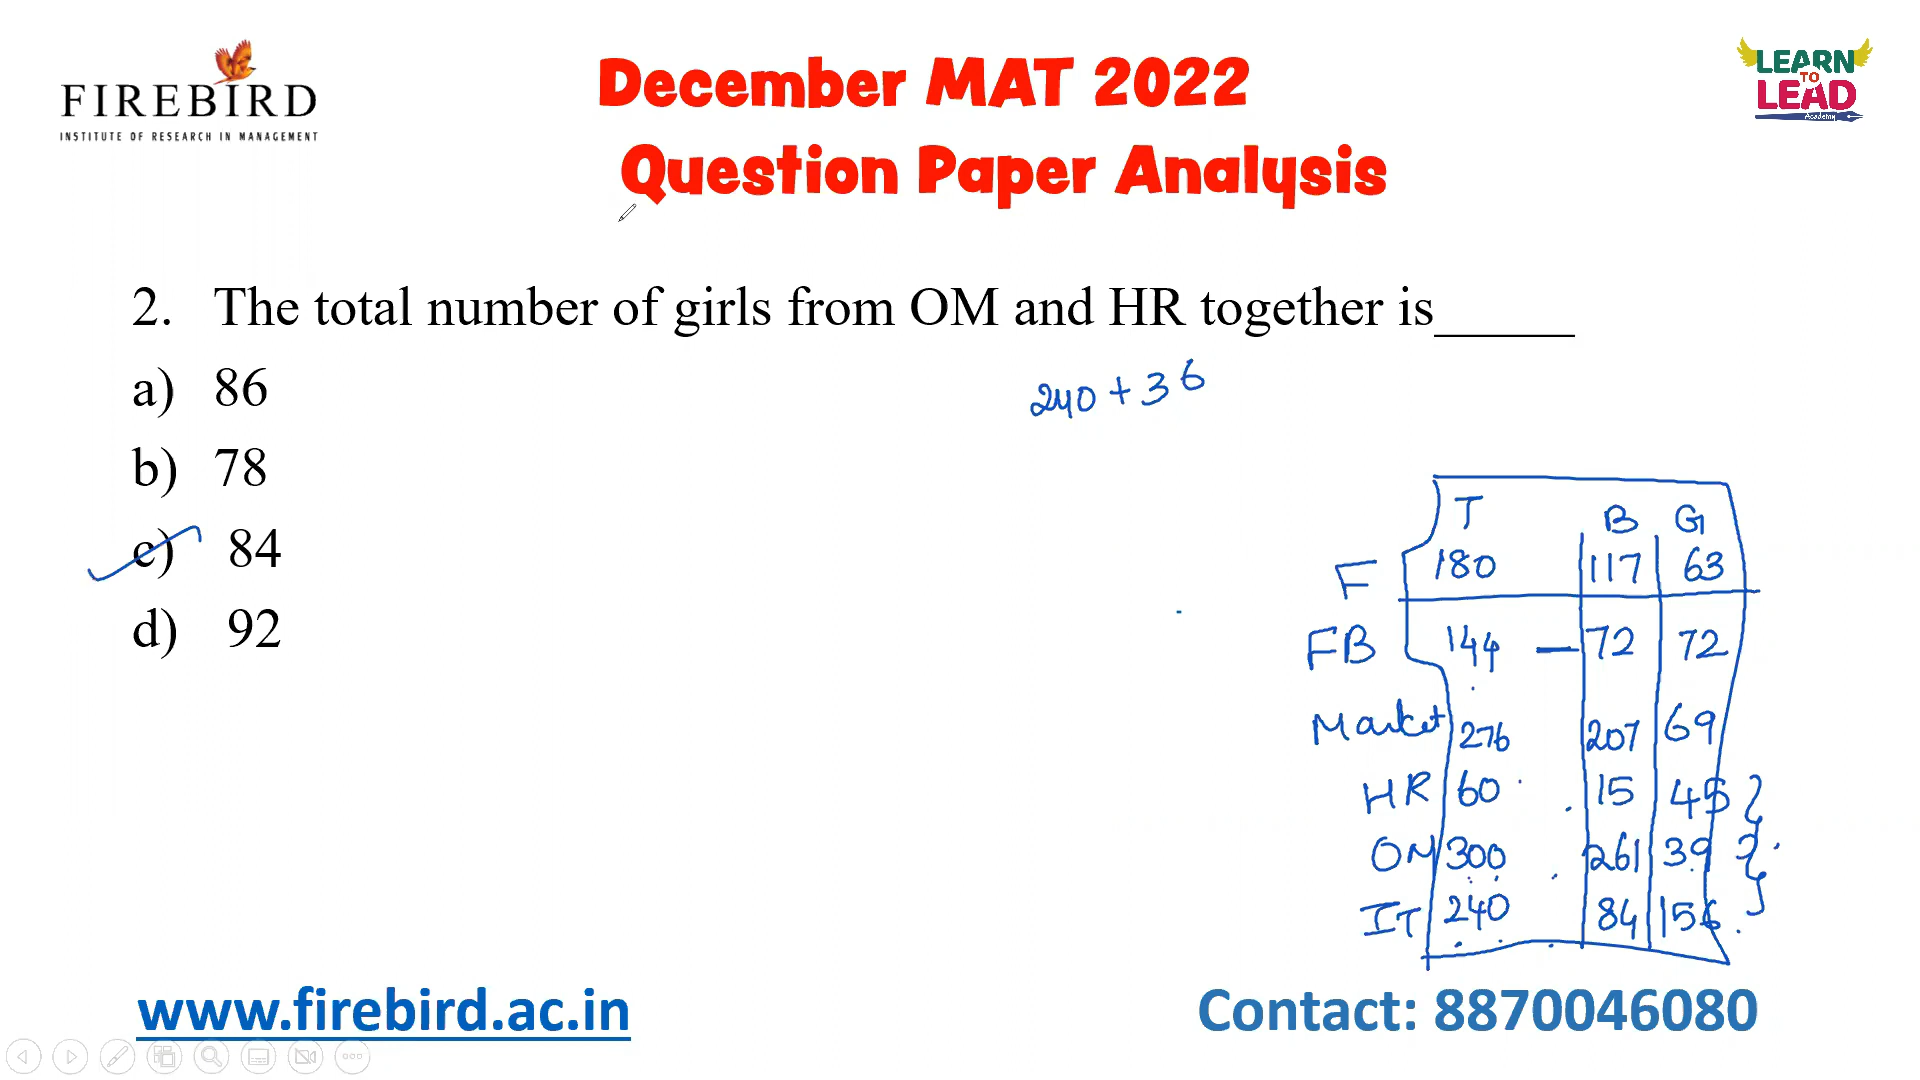 FIREBIRD
INSTITUTE OF RESEARCH IN MANAGEMENT
December MAT 2022
Question Paper Analysis
LEARN
TO
LEAD
Academy
2. The total number of girls from OM and HR together is_____
a) 86
b) 78
c) 84
d) 92
240 + 36
T B G
F 180 117 63
FB 144 — 72 72
Market 276 207 69
HR 60 15 45
OM 300 261 39
IT 240 84 156
www.firebird.ac.in
Contact: 8870046080